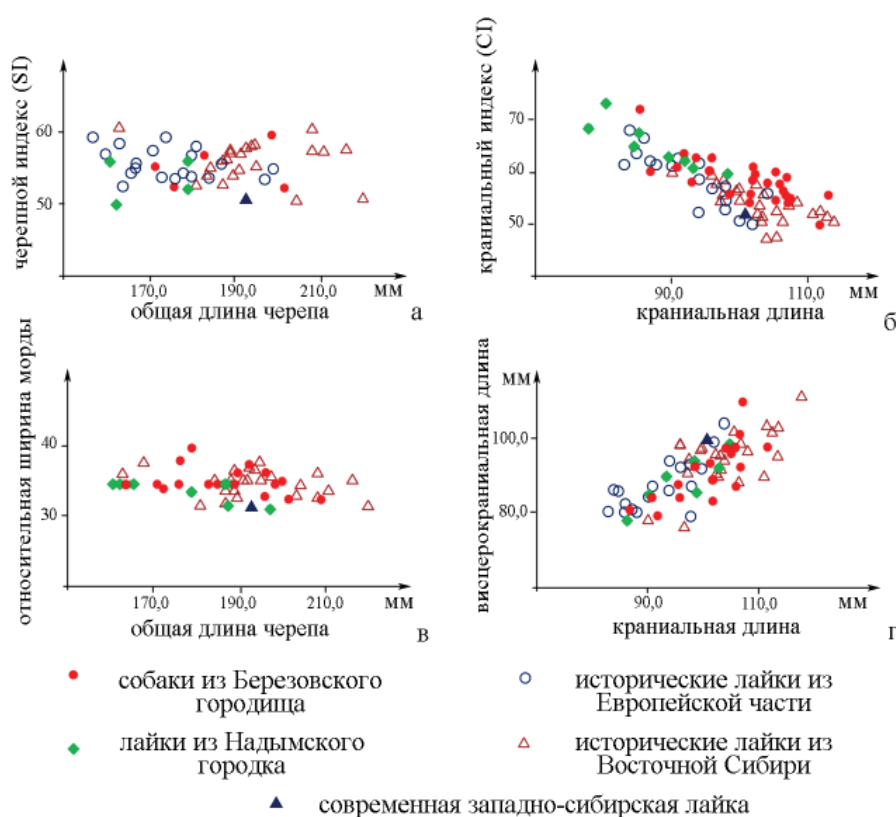 черепной индекс (SI)
60
50
170,0 190,0 210,0 мм
общая длина черепа а
краниальный индекс (CI)
70
60
50
90,0 110,0 мм
краниальная длина б
относительная ширина морды
40
30
170,0 190,0 210,0 мм
общая длина черепа в
висцерокраниальная длина
мм
100,0
80,0
90,0 110,0 мм
краниальная длина г
собаки из Березовского
городища
исторические лайки из
Европейской части
лайки из Надымского
городка
исторические лайки из
Восточной Сибири
современная западно-сибирская лайка